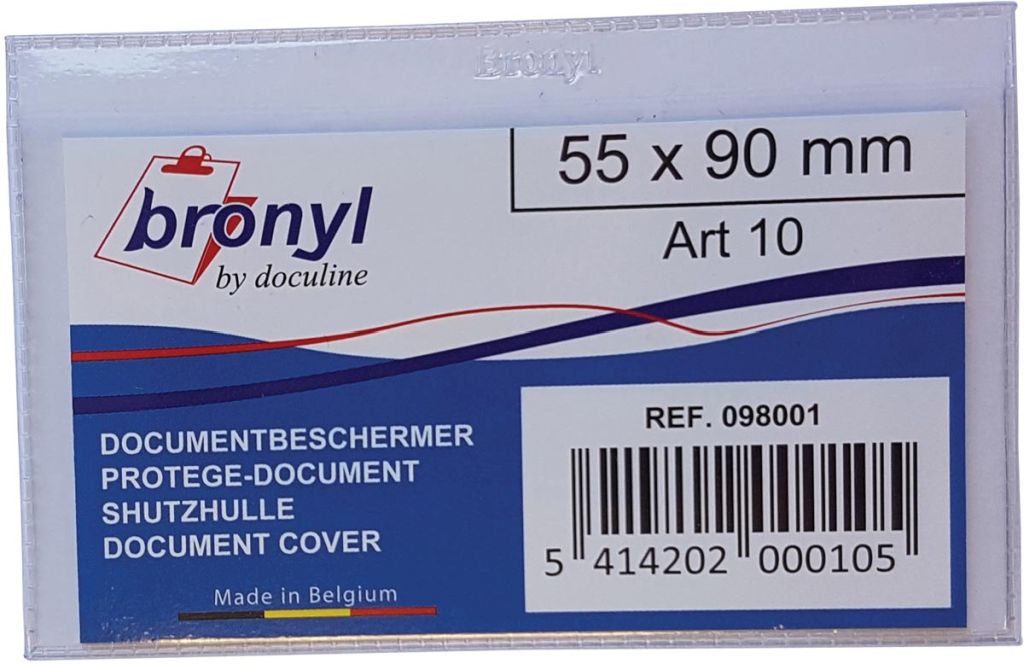 Bronyl
bronyl
by doculine
55 x 90 mm
Art 10
DOCUMENTBESCHERMER
PROTEGE-DOCUMENT
SHUTZHULLE
DOCUMENT COVER
Made in Belgium
REF. 098001
5 414202 000105